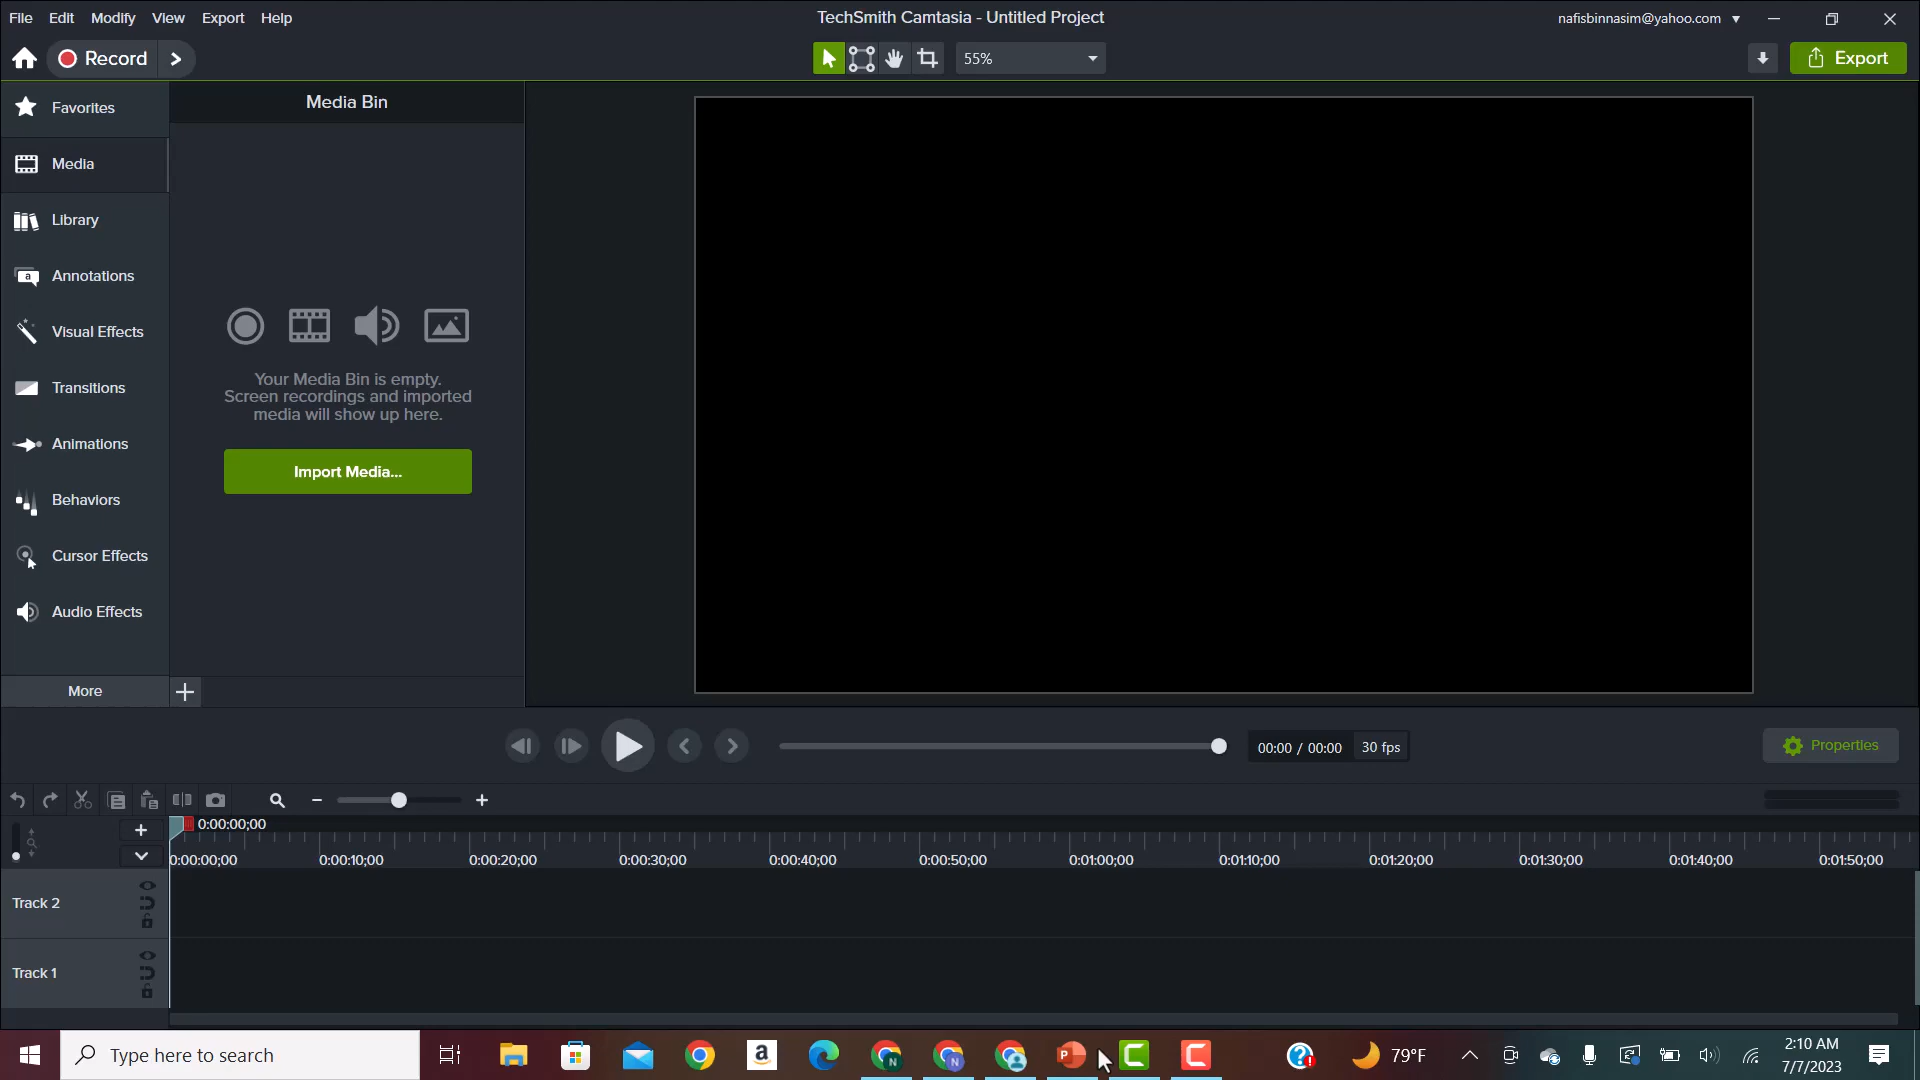 File Edit Modify View Export Help
TechSmith Camtasia - Untitled Project
nafisbinnasim@yahoo.com
Record
55%
Export
Favorites
Media Bin
Media
Library
Annotations
Visual Effects
Transitions
Animations
Behaviors
Cursor Effects
Audio Effects
More
Your Media Bin is empty.
Screen recordings and imported
media will show up here.
Import Media...
00:00 / 00:00
30 fps
Properties
0:00:00;00
0:00:00;00 0:00:10;00 0:00:20;00 0:00:30;00 0:00:40;00 0:00:50;00 0:01:00;00 0:01:10;00 0:01:20;00 0:01:30;00 0:01:40;00 0:01:50;00
Track 2
Track 1
Type here to search
79°F
2:10 AM
7/7/2023